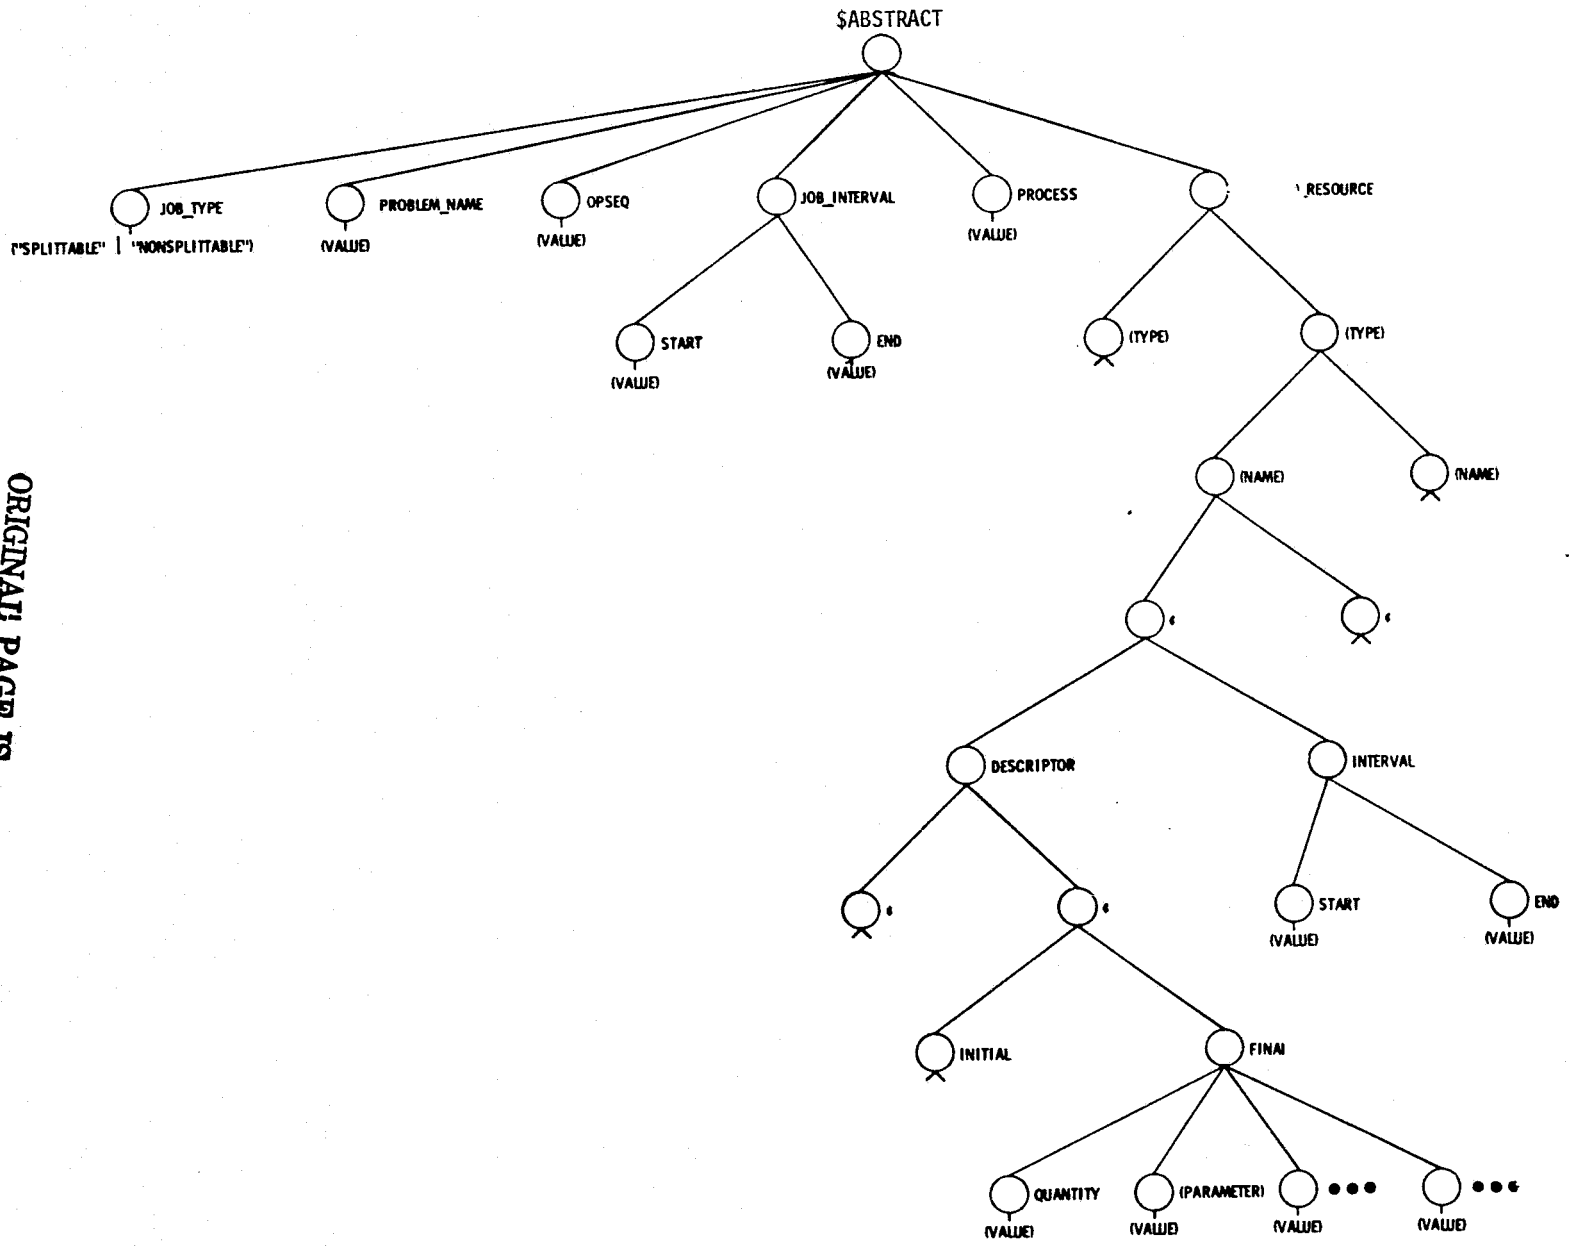 $ABSTRACT
JOB_TYPE
PROBLEM_NAME
OPSEQ
JOB_INTERVAL
PROCESS
_RESOURCE
("SPLITTABLE" | "NONSPLITTABLE")
(VALUE)
(VALUE)
(VALUE)
START
END
(TYPE)
(TYPE)
(VALUE)
(VALUE)
(NAME)
(NAME)
DESCRIPTOR
INTERVAL
START
END
(VALUE)
(VALUE)
INITIAL
FINAL
QUANTITY
(PARAMETER)
•••
•••
(VALUE)
(VALUE)
(VALUE)
(VALUE)
ORIGINAL PAGE IS